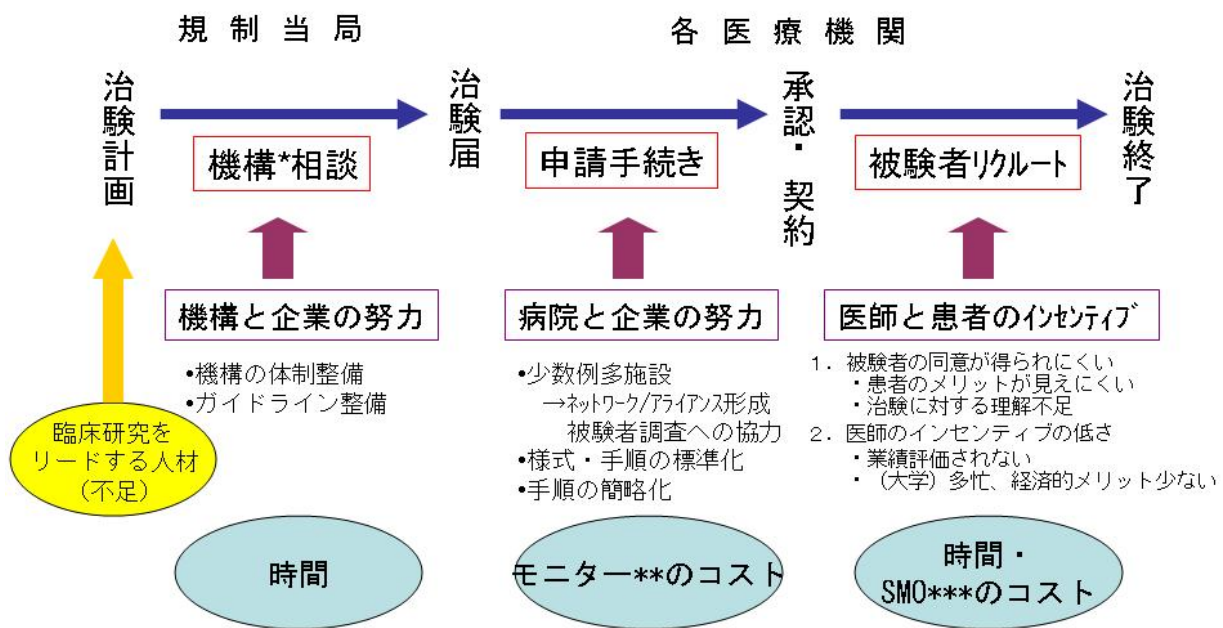 規制当局
各医療機関
治験計画
治験届
承認・契約
治験終了
機構*相談
申請手続き
被験者ﾘｸﾙｰﾄ
機構と企業の努力
病院と企業の努力
医師と患者のｲﾝｾﾝﾃｨﾌﾞ
•機構の体制整備
•ガイドライン整備
•少数例多施設
→ﾈｯﾄﾜｰｸ/ｱﾗｲｱﾝｽ形成
被験者調査への協力
•様式・手順の標準化
•手順の簡略化
1. 被験者の同意が得られにくい
・患者のメリットが見えにくい
・治験に対する理解不足
2. 医師のインセンティブの低さ
・業績評価されない
・(大学)多忙、経済的メリット少ない
臨床研究を
リードする人材
(不足)
時間
モニター**のコスト
時間・
SMO***のコスト